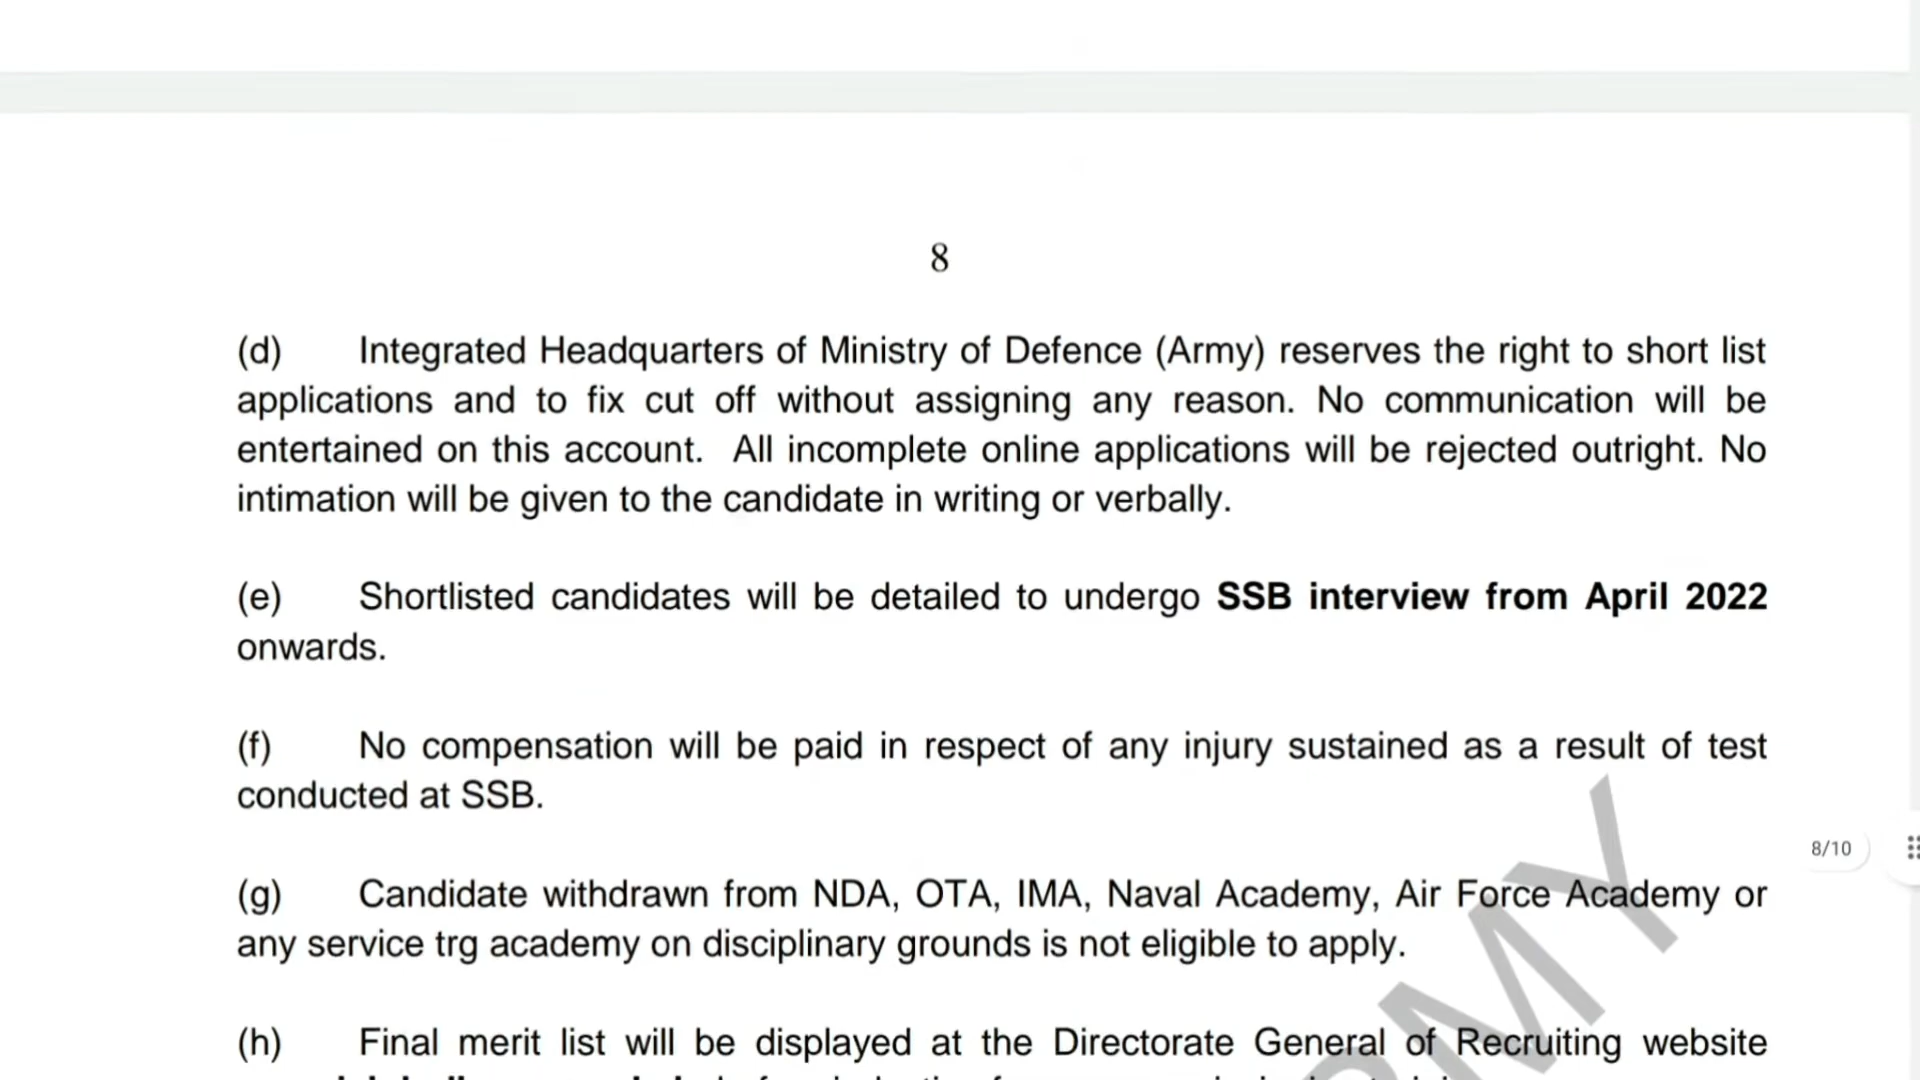 8
(d) Integrated Headquarters of Ministry of Defence (Army) reserves the right to short list
applications and to fix cut off without assigning any reason. No communication will be
entertained on this account. All incomplete online applications will be rejected outright. No
intimation will be given to the candidate in writing or verbally.
(e) Shortlisted candidates will be detailed to undergo SSB interview from April 2022
onwards.
(f) No compensation will be paid in respect of any injury sustained as a result of test
conducted at SSB.
8/10
(g) Candidate withdrawn from NDA, OTA, IMA, Naval Academy, Air Force Academy or
any service trg academy on disciplinary grounds is not eligible to apply.
(h) Final merit list will be displayed at the Directorate General of Recruiting website
RMY